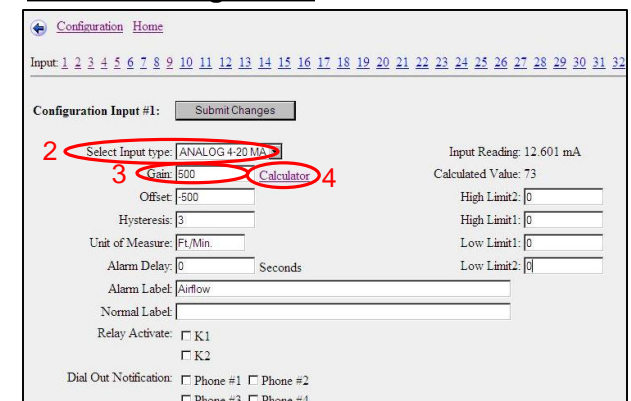 Configuration Home
Input: 1 2 3 4 5 6 7 8 9 10 11 12 13 14 15 16 17 18 19 20 21 22 23 24 25 26 27 28 29 30 31 32
Configuration Input #1: Submit Changes
2 Select Input type: ANALOG 4-20 MA Input Reading: 12.601 mA
3 Gain: 500 Calculator 4 Calculated Value: 73
Offset: -500 High Limit2: 0
Hysteresis: 3 High Limit1: 0
Unit of Measure: Ft./Min. Low Limit1: 0
Alarm Delay: 0 Seconds Low Limit2: 0
Alarm Label: Airflow
Normal Label:
Relay Activate: K1
K2
Dial Out Notification: Phone #1 Phone #2
Phone #3 Phone #4